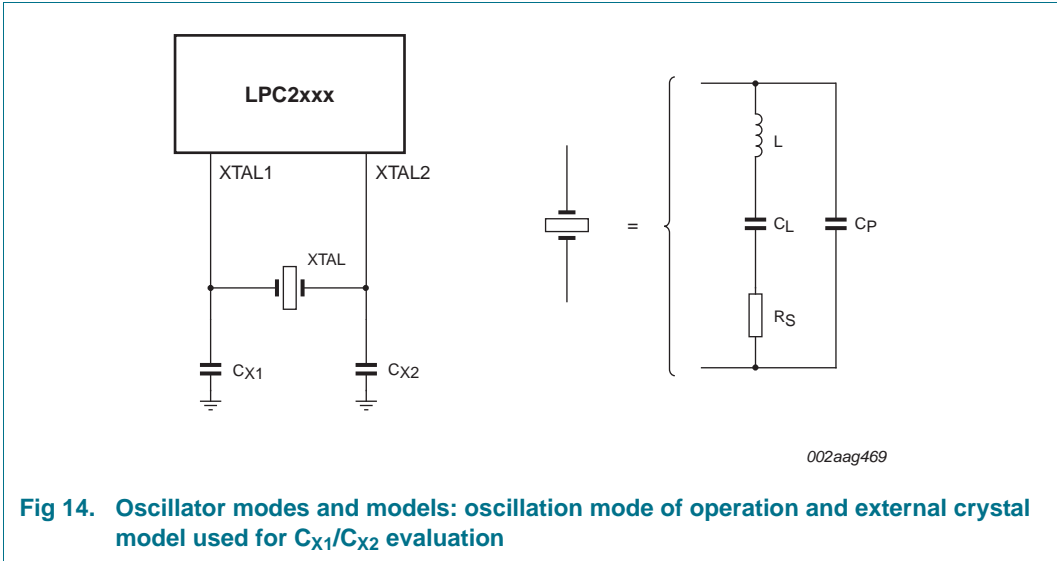 LPC2xxx
XTAL1
XTAL2
XTAL
CX1
CX2
=
L
CL
CP
RS
002aag469
Fig 14. Oscillator modes and models: oscillation mode of operation and external crystal
model used for CX1/CX2 evaluation